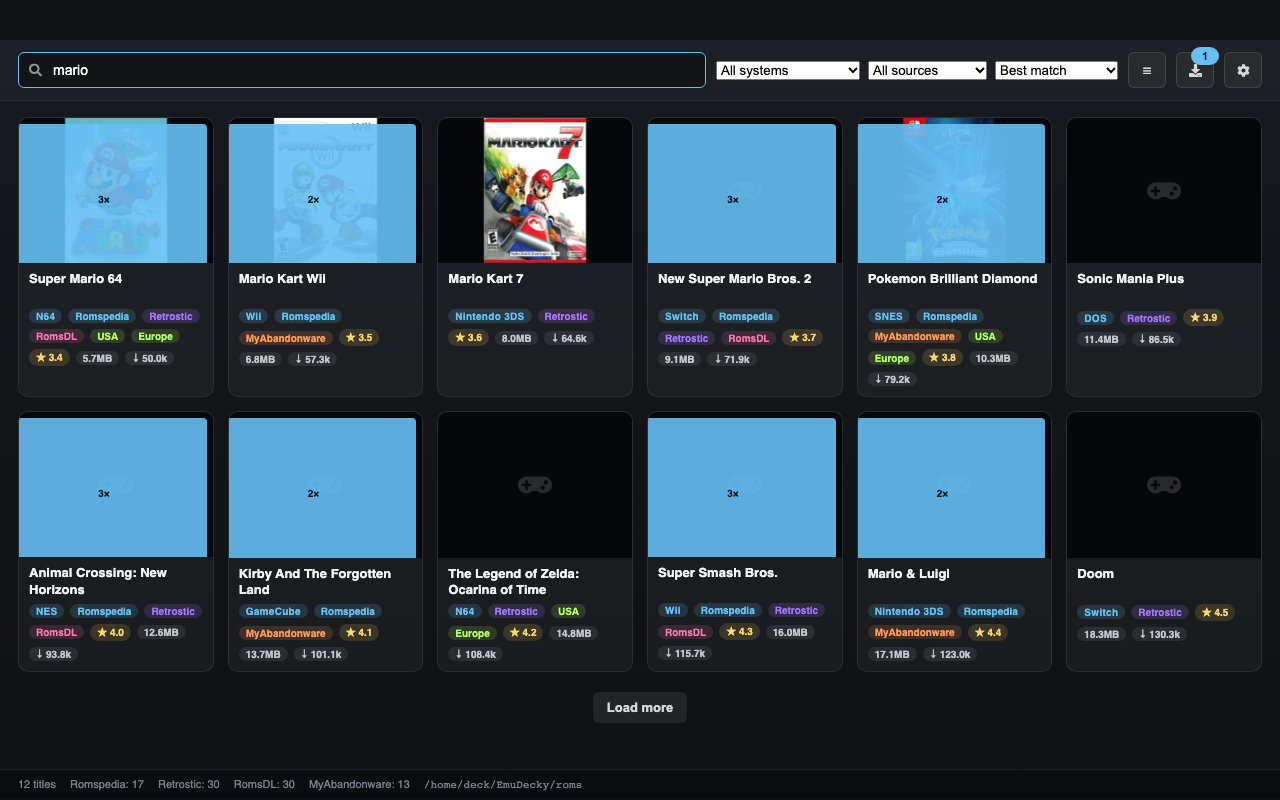 mario
All systems
All sources
Best match
1
3×
2×
MARIOKART 7
3×
2×
Super Mario 64
Mario Kart Wii
Mario Kart 7
New Super Mario Bros. 2
Pokemon Brilliant Diamond
Sonic Mania Plus
N64 Romspedia Retrostic
RomsDL USA Europe
★ 3.4 5.7MB ↓ 50.0k
Wii Romspedia
MyAbandonware ★ 3.5
6.8MB ↓ 57.3k
Nintendo 3DS Retrostic
★ 3.6 8.0MB ↓ 64.6k
Switch Romspedia
Retrostic RomsDL ★ 3.7
9.1MB ↓ 71.9k
SNES Romspedia
MyAbandonware USA
Europe ★ 3.8 10.3MB
↓ 79.2k
DOS Retrostic ★ 3.9
11.4MB ↓ 86.5k
3×
2×
3×
2×
Animal Crossing: New
Horizons
NES Romspedia Retrostic
RomsDL ★ 4.0 12.6MB
↓ 93.8k
Kirby And The Forgotten
Land
GameCube Romspedia
MyAbandonware ★ 4.1
13.7MB ↓ 101.1k
The Legend of Zelda:
Ocarina of Time
N64 Retrostic USA
Europe ★ 4.2 14.8MB
↓ 108.4k
Super Smash Bros.
Wii Romspedia Retrostic
RomsDL ★ 4.3 16.0MB
↓ 115.7k
Mario & Luigi
Nintendo 3DS Romspedia
MyAbandonware ★ 4.4
17.1MB ↓ 123.0k
Doom
Switch Retrostic ★ 4.5
18.3MB ↓ 130.3k
Load more
12 titles Romspedia: 17 Retrostic: 30 RomsDL: 30 MyAbandonware: 13 /home/deck/EmuDecky/roms